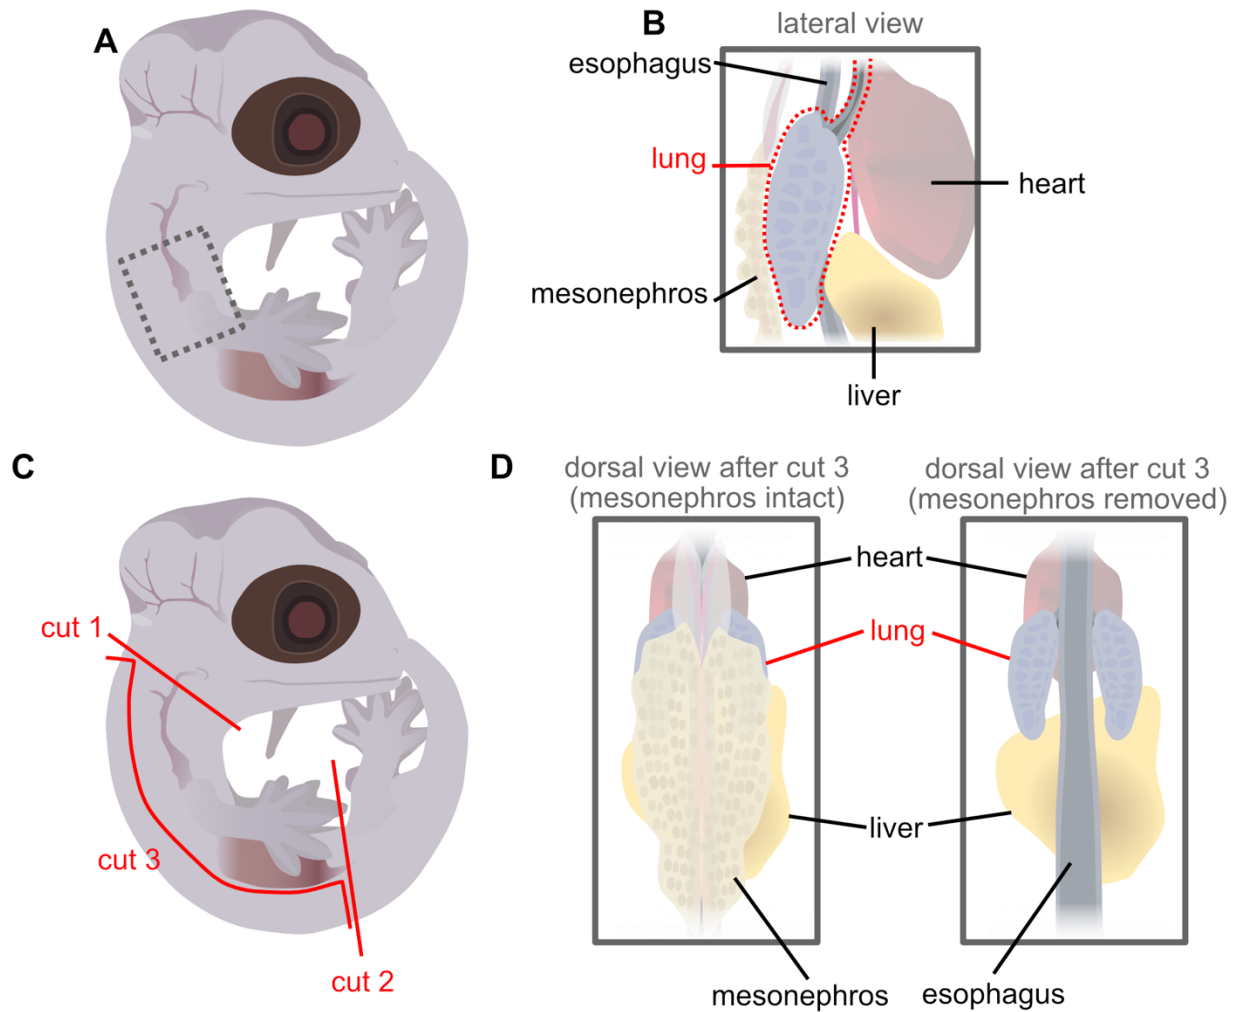 A
B
lateral view
esophagus
lung
heart
mesonephros
liver
C
cut 1
cut 3
cut 2
D
dorsal view after cut 3
(mesonephros intact)
dorsal view after cut 3
(mesonephros removed)
heart
lung
liver
mesonephros
esophagus